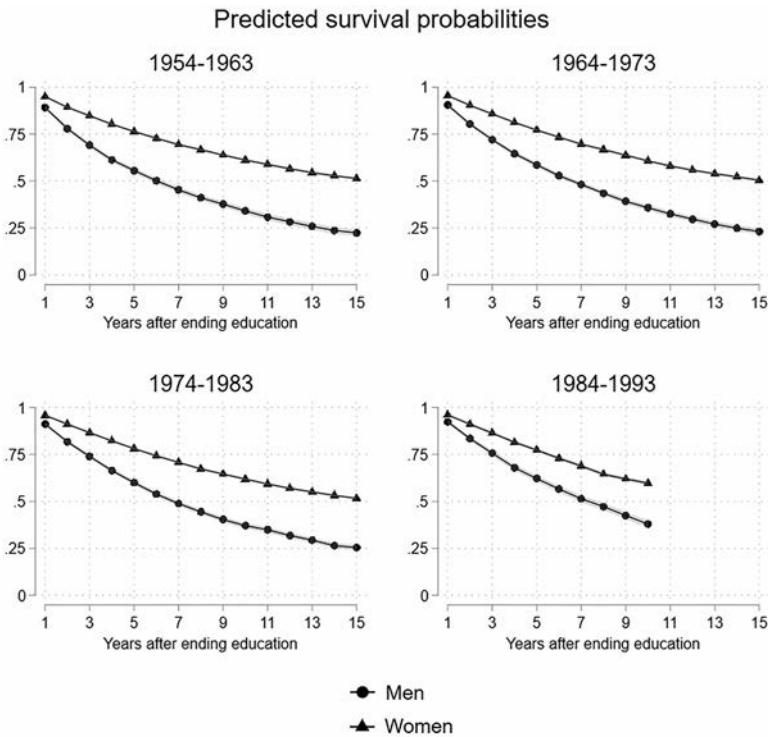 Predicted survival probabilities
1954-1963
1964-1973
1
.75
.5
.25
0
1 3 5 7 9 11 13 15
Years after ending education
1
.75
.5
.25
0
1 3 5 7 9 11 13 15
Years after ending education
1974-1983
1984-1993
1
.75
.5
.25
0
1 3 5 7 9 11 13 15
Years after ending education
1
.75
.5
.25
0
1 3 5 7 9 11 13 15
Years after ending education
Men
Women